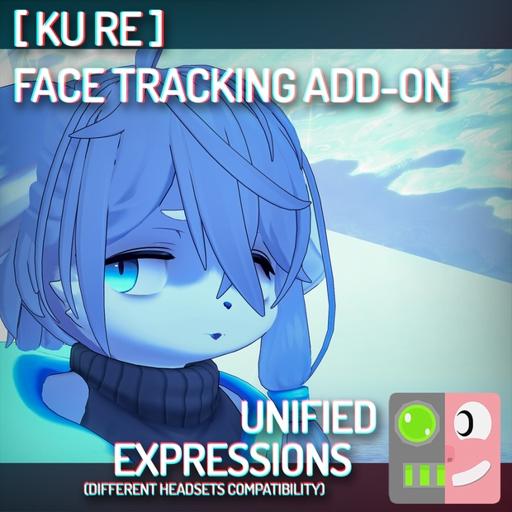 [ KU RE ]
FACE TRACKING ADD-ON
UNIFIED
EXPRESSIONS
(DIFFERENT HEADSETS COMPATIBILITY)